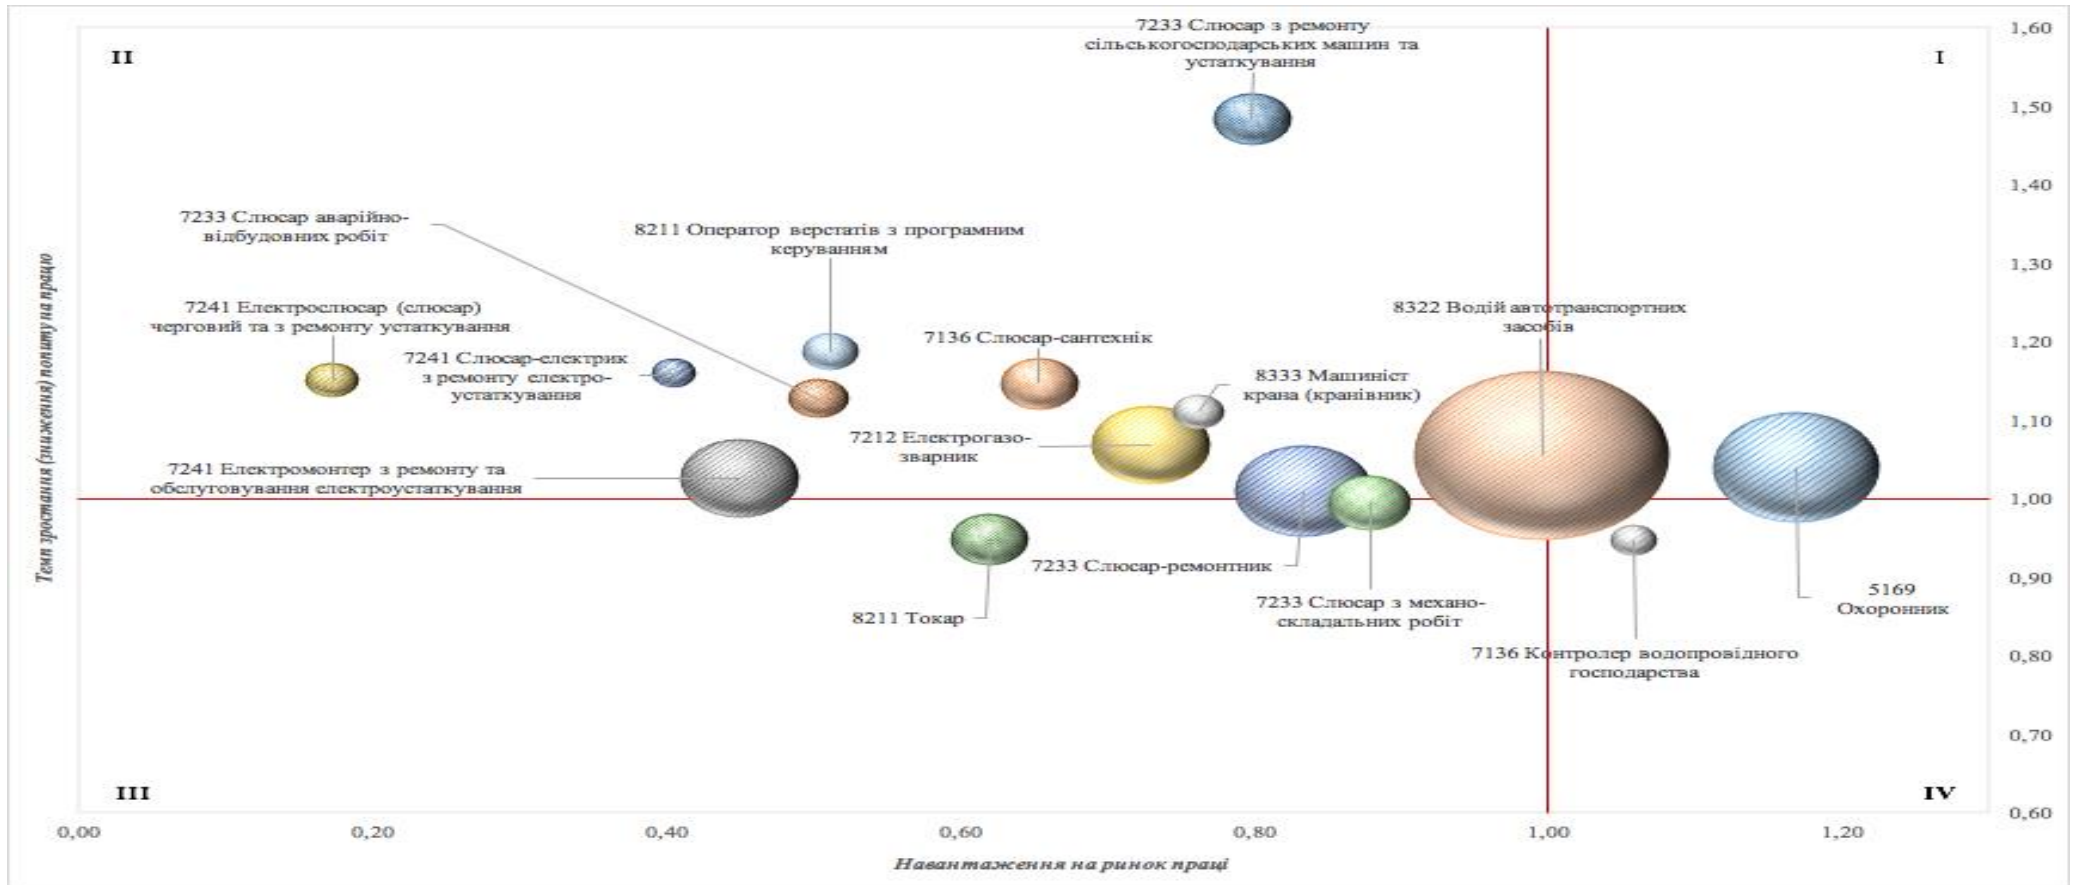 7233 Слюсар з ремонту
сільськогосподарських машин та
устаткування
II
I
7233 Слюсар аварійно-
відбудовних робіт
8211 Оператор верстатів з програмним
керуванням
7241 Електрослюсар (слюсар)
черговий та з ремонту устаткування
7241 Слюсар-електрик
з ремонту електро-
устаткування
7136 Слюсар-сантехнік
8322 Водій автотранспортних
засобів
8333 Машиніст
крана (кранівник)
7212 Електрогазо-
зварник
7241 Електромонтер з ремонту та
обслуговування електроустаткування
7233 Слюсар-ремонтник
8211 Токар
7233 Слюсар з механо-
складальних робіт
5169
Охоронник
7136 Контролер водопровідного
господарства
III
IV
1,60
1,50
1,40
1,30
1,20
1,10
1,00
0,90
0,80
0,70
0,60
0,00
0,20
0,40
0,60
0,80
1,00
1,20
Навантаження на ринок праці
Темп зростання (зниження) попиту на працю